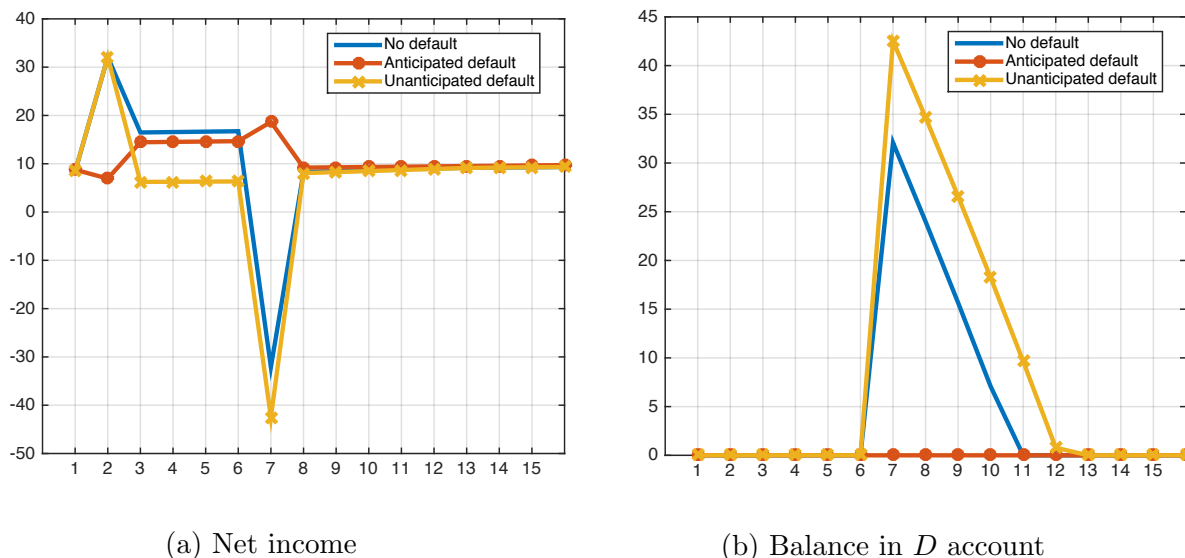 40
30
20
10
0
-10
-20
-30
-40
-50
1 2 3 4 5 6 7 8 9 10 11 12 13 14 15
No default
Anticipated default
Unanticipated default
(a) Net income
45
40
35
30
25
20
15
10
5
0
1 2 3 4 5 6 7 8 9 10 11 12 13 14 15
No default
Anticipated default
Unanticipated default
(b) Balance in D account